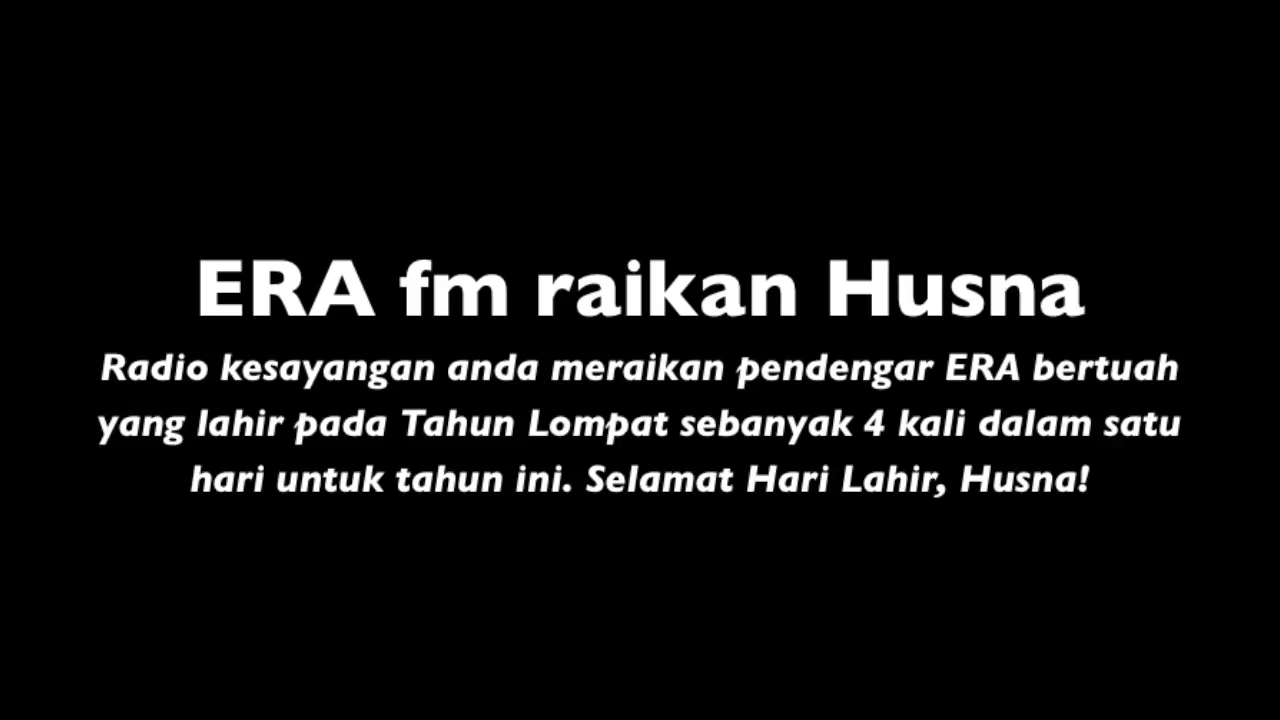 ERA fm raikan Husna
Radio kesayangan anda meraikan pendengar ERA bertuah
yang lahir pada Tahun Lompat sebanyak 4 kali dalam satu
hari untuk tahun ini. Selamat Hari Lahir, Husna!